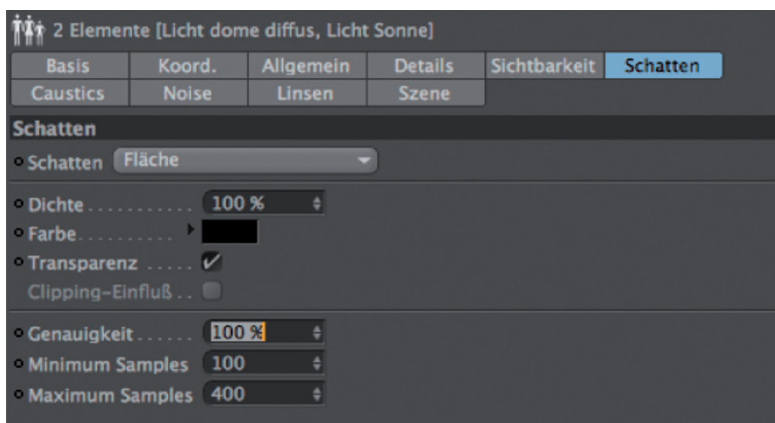 2 Elemente [Licht dome diffus, Licht Sonne]
Basis Koord. Allgemein Details Sichtbarkeit Schatten
Caustics Noise Linsen Szene
Schatten
Schatten Fläche
Dichte . . . . . . . . . . . 100 %
Farbe. . . . . . . . . .
Transparenz . . . . .
Clipping-Einfluß . .
Genauigkeit . . . . . . 100 %
Minimum Samples 100
Maximum Samples 400